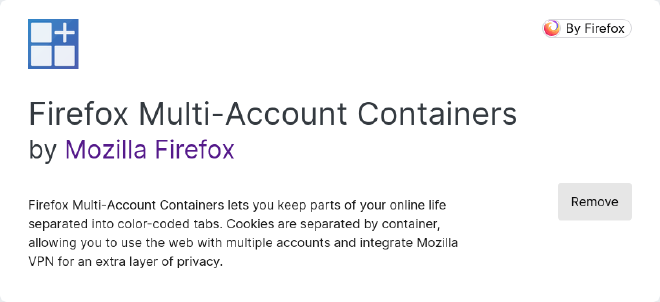 By Firefox
Firefox Multi-Account Containers
by Mozilla Firefox
Firefox Multi-Account Containers lets you keep parts of your online life
separated into color-coded tabs. Cookies are separated by container,
allowing you to use the web with multiple accounts and integrate Mozilla
VPN for an extra layer of privacy.
Remove